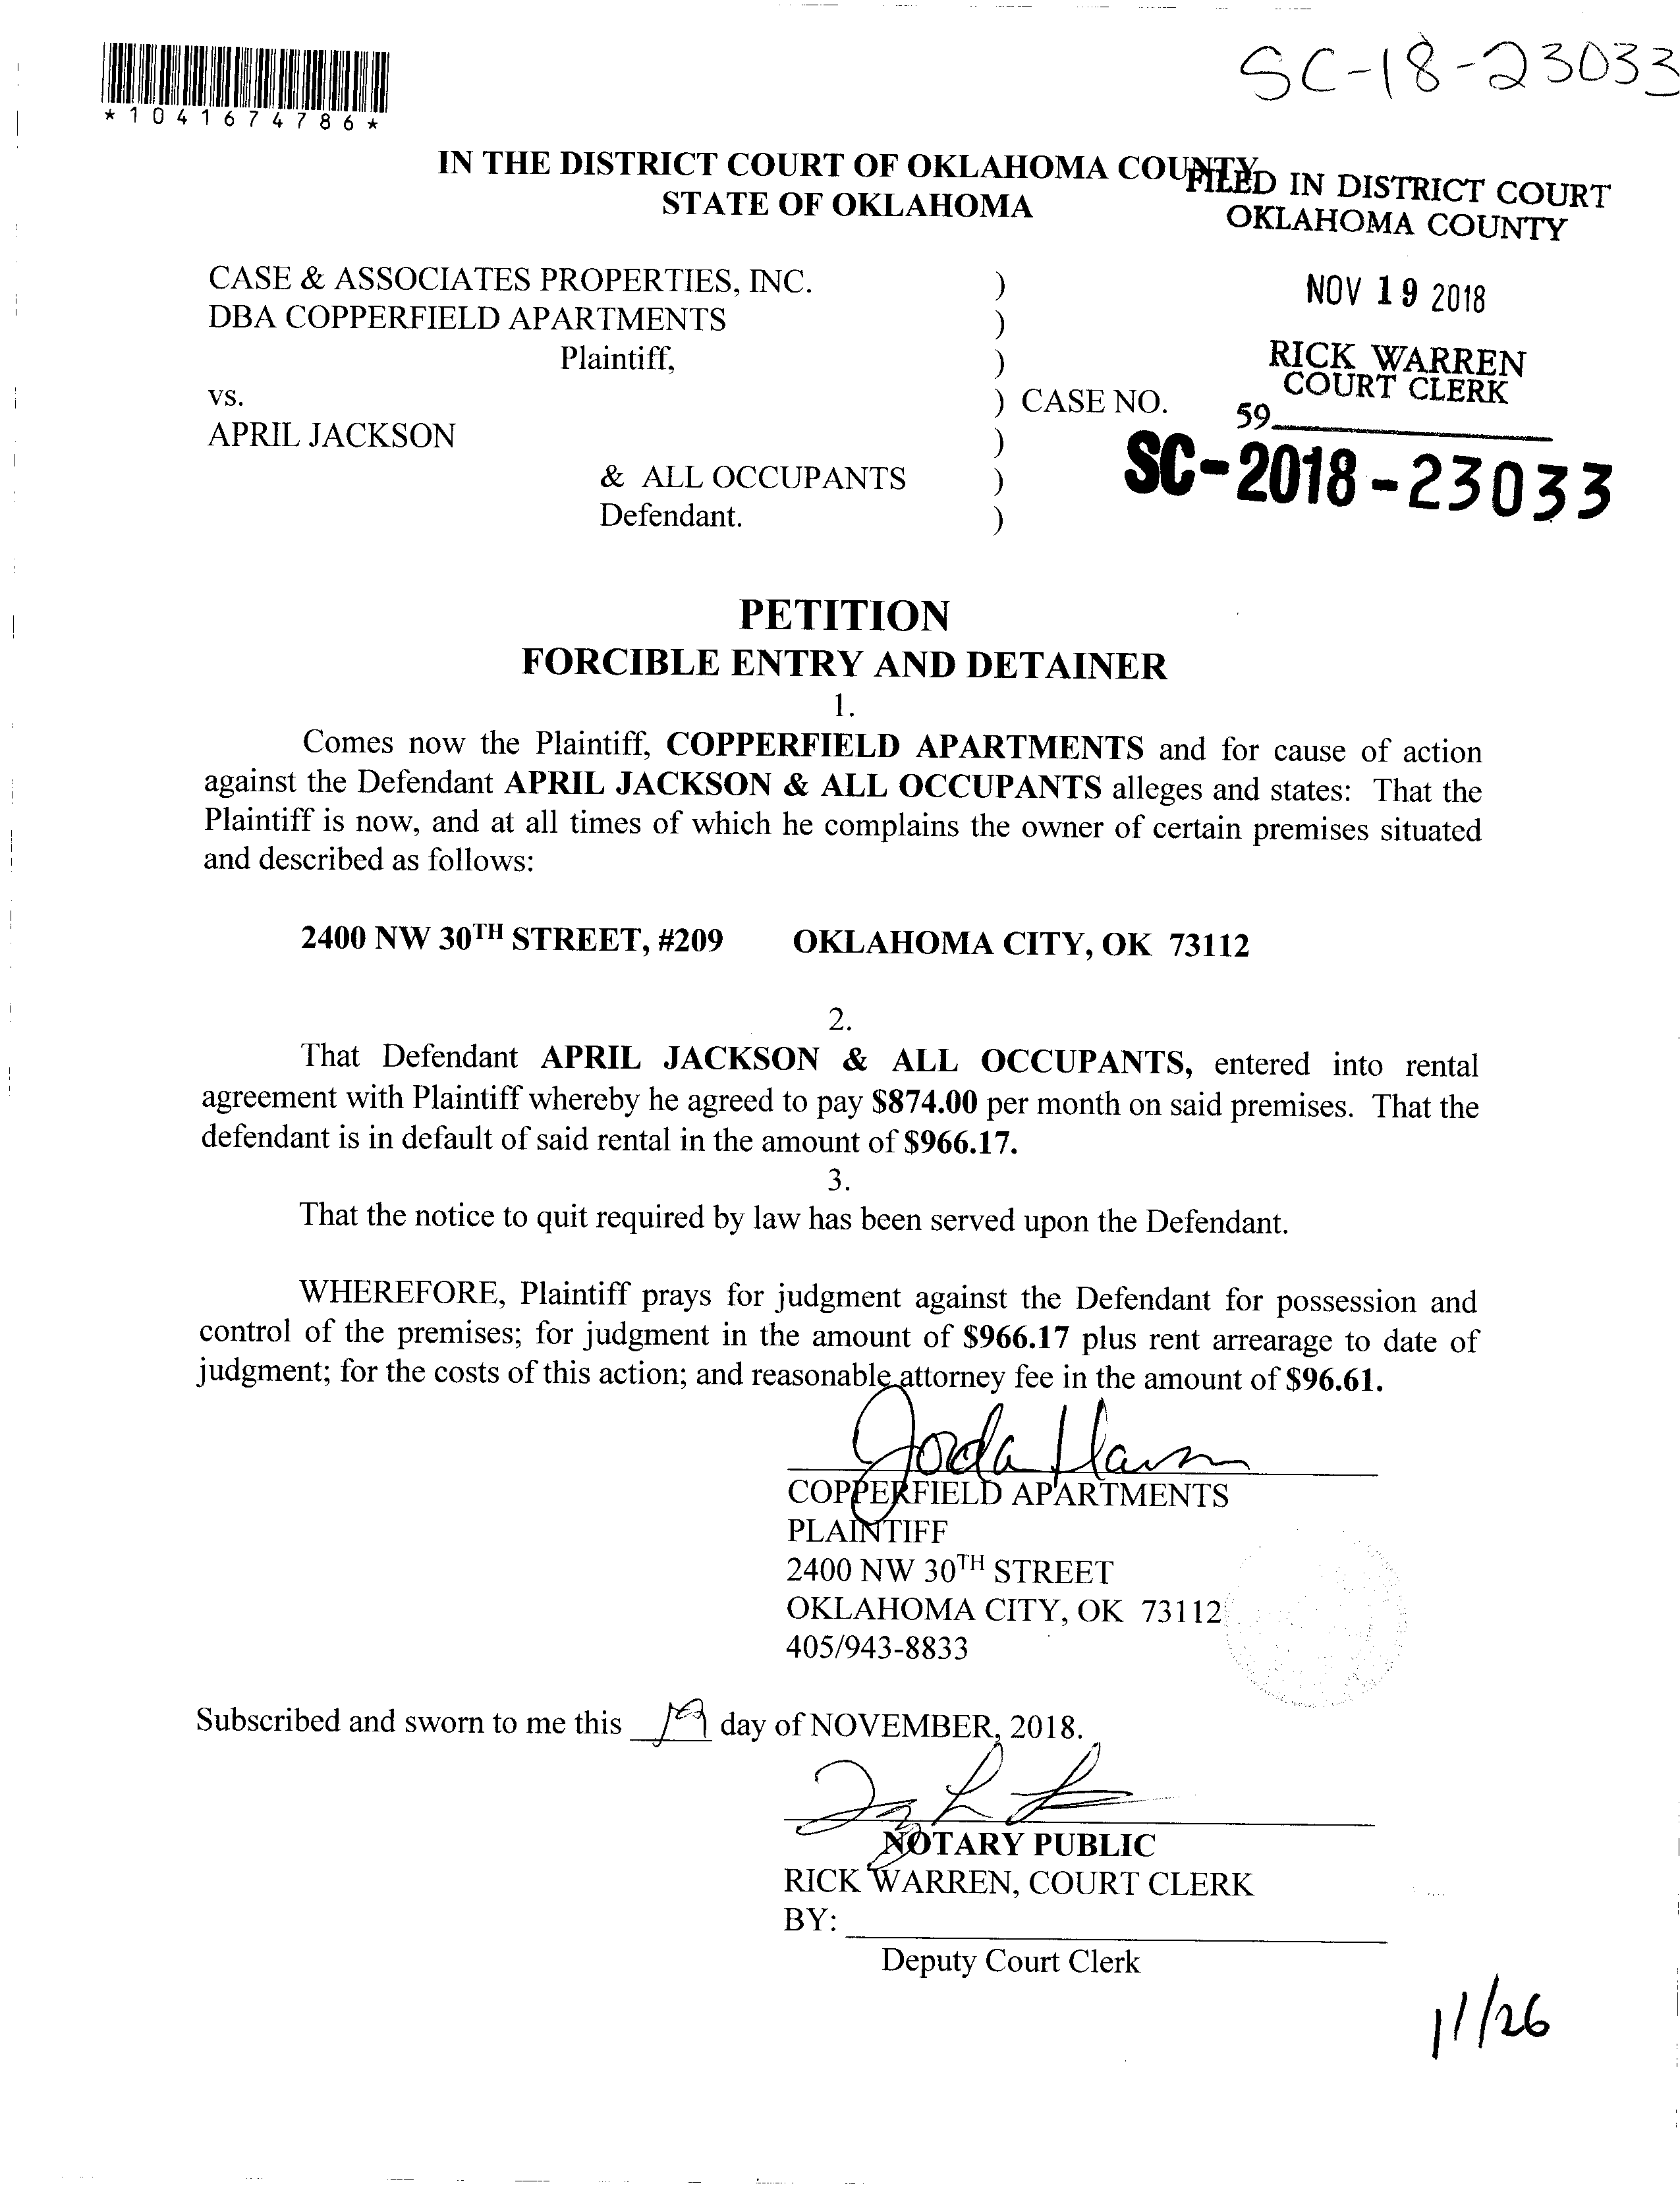 SC-18-23033
*1041674786*
IN THE DISTRICT COURT OF OKLAHOMA COUNTY
STATE OF OKLAHOMA
FILED IN DISTRICT COURT
OKLAHOMA COUNTY
NOV 19 2018
RICK WARREN
COURT CLERK
59
CASE & ASSOCIATES PROPERTIES, INC. )
DBA COPPERFIELD APARTMENTS )
Plaintiff, )
vs. ) CASE NO.
APRIL JACKSON )
& ALL OCCUPANTS )
Defendant. )
SC-2018-23033
PETITION
FORCIBLE ENTRY AND DETAINER
1.
Comes now the Plaintiff, COPPERFIELD APARTMENTS and for cause of action
against the Defendant APRIL JACKSON & ALL OCCUPANTS alleges and states: That the
Plaintiff is now, and at all times of which he complains the owner of certain premises situated
and described as follows:
2400 NW 30TH STREET, #209 OKLAHOMA CITY, OK 73112
2.
That Defendant APRIL JACKSON & ALL OCCUPANTS, entered into rental
agreement with Plaintiff whereby he agreed to pay $874.00 per month on said premises. That the
defendant is in default of said rental in the amount of $966.17.
3.
That the notice to quit required by law has been served upon the Defendant.
WHEREFORE, Plaintiff prays for judgment against the Defendant for possession and
control of the premises; for judgment in the amount of $966.17 plus rent arrearage to date of
judgment; for the costs of this action; and reasonable attorney fee in the amount of $96.61.
COPPERFIELD APARTMENTS
PLAINTIFF
2400 NW 30TH STREET
OKLAHOMA CITY, OK 73112
405/943-8833
Subscribed and sworn to me this 19 day of NOVEMBER, 2018.
NOTARY PUBLIC
RICK WARREN, COURT CLERK
BY:
Deputy Court Clerk
11/26